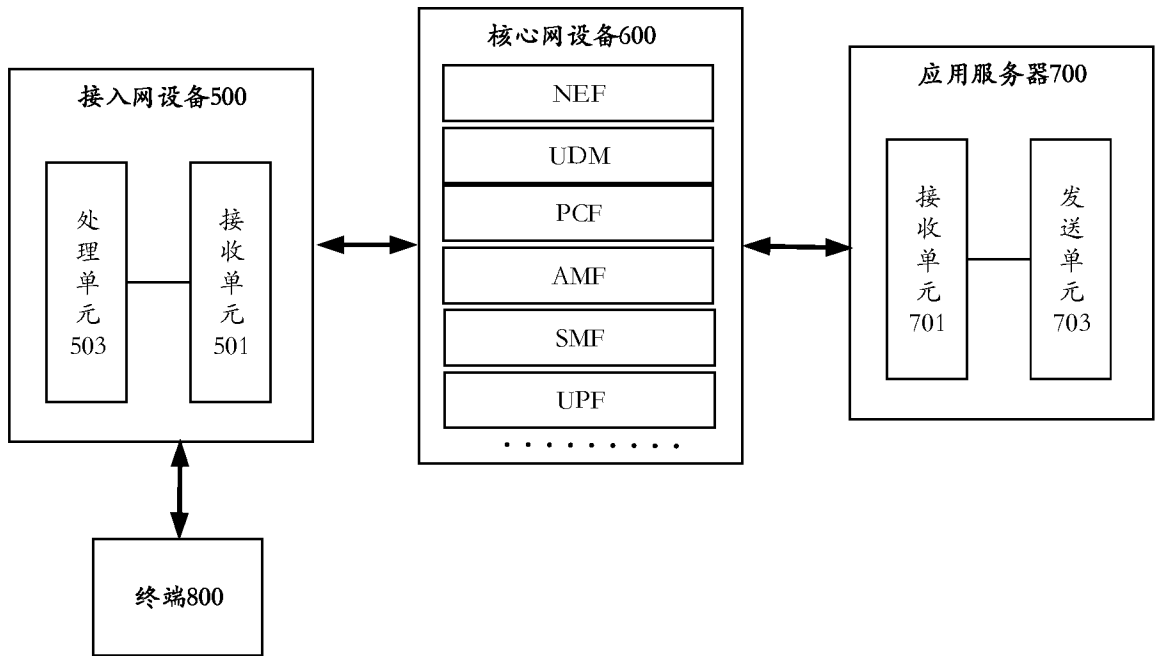 接入网设备500
处理单元
503
接收单元
501
核心网设备600
NEF
UDM
PCF
AMF
SMF
UPF
.........
应用服务器700
接收单元
701
发送单元
703
终端800